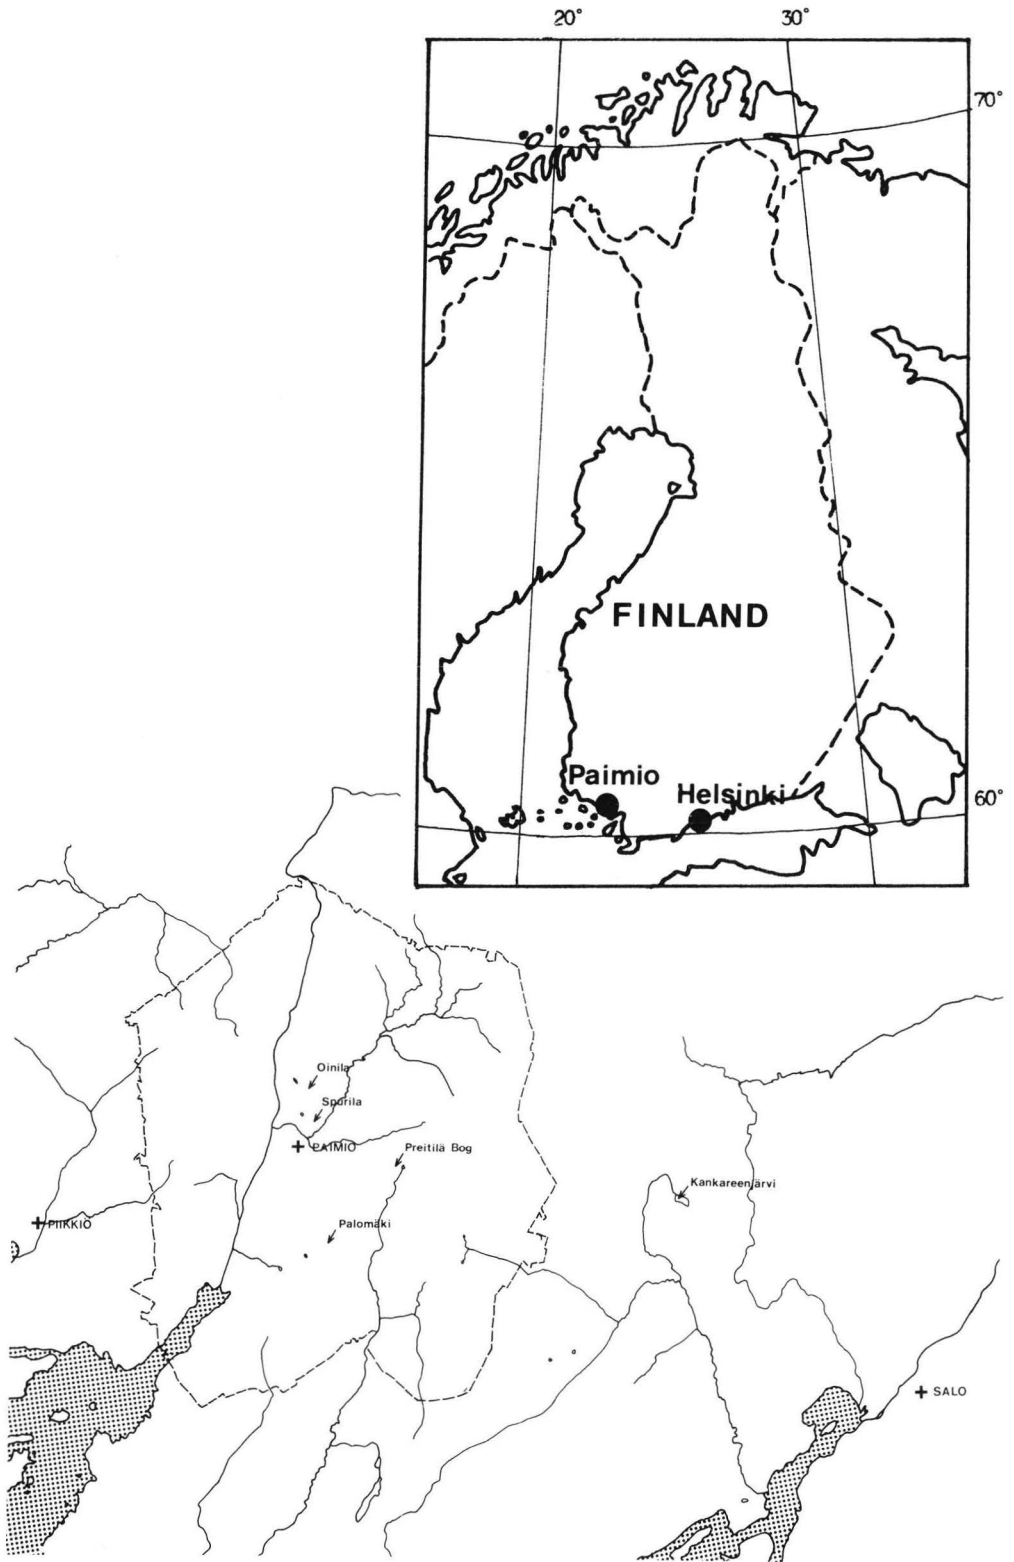 20° 30°
70°
FINLAND
Paimio
Helsinki
60°
Oinila
Spurila
PAIMIO
Preitilä Bog
Kankareenjärvi
PIIKKIÖ
Palomäki
SALO